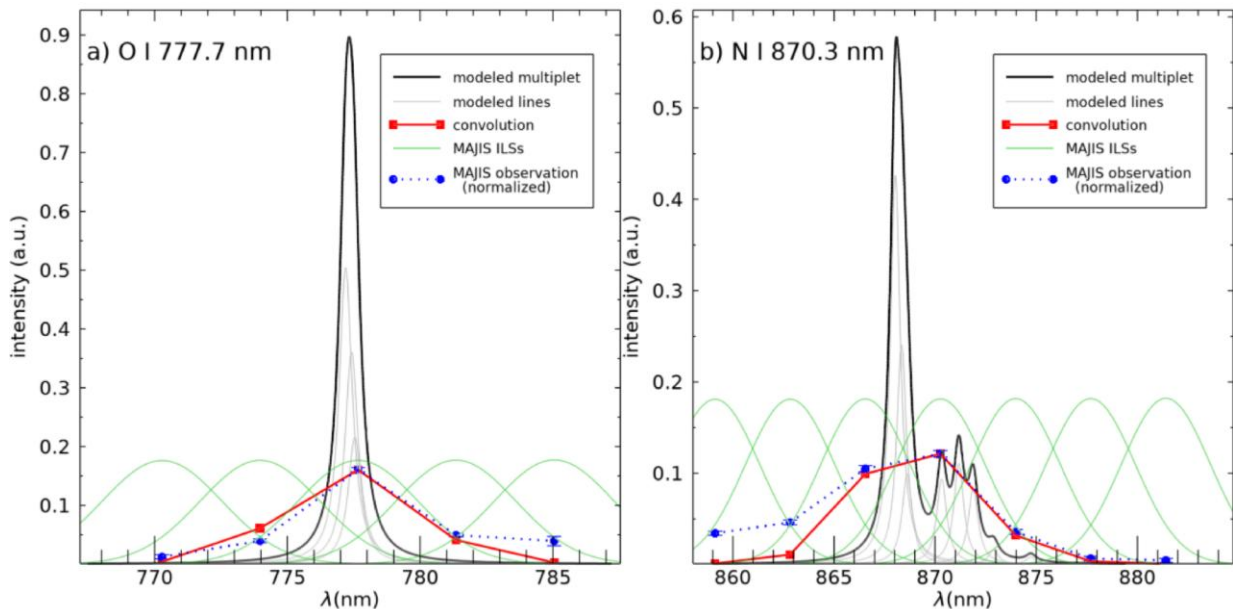 a) O I 777.7 nm
modeled multiplet
modeled lines
convolution
MAJIS ILSs
MAJIS observation
(normalized)
intensity (a.u.)
0.9
0.8
0.7
0.6
0.5
0.4
0.3
0.2
0.1
770 775 780 785
λ(nm)
b) N I 870.3 nm
modeled multiplet
modeled lines
convolution
MAJIS ILSs
MAJIS observation
(normalized)
intensity (a.u.)
0.6
0.5
0.4
0.3
0.2
0.1
860 865 870 875 880
λ(nm)